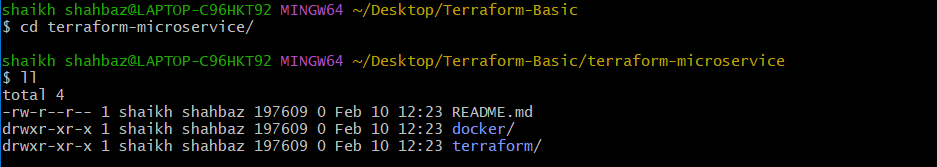 shaikh shahbaz@LAPTOP-C96HKT92 MINGW64 ~/Desktop/Terraform-Basic
$ cd terraform-microservice/
shaikh shahbaz@LAPTOP-C96HKT92 MINGW64 ~/Desktop/Terraform-Basic/terraform-microservice
$ ll
total 4
-rw-r--r-- 1 shaikh shahbaz 197609 0 Feb 10 12:23 README.md
drwxr-xr-x 1 shaikh shahbaz 197609 0 Feb 10 12:23 docker/
drwxr-xr-x 1 shaikh shahbaz 197609 0 Feb 10 12:23 terraform/